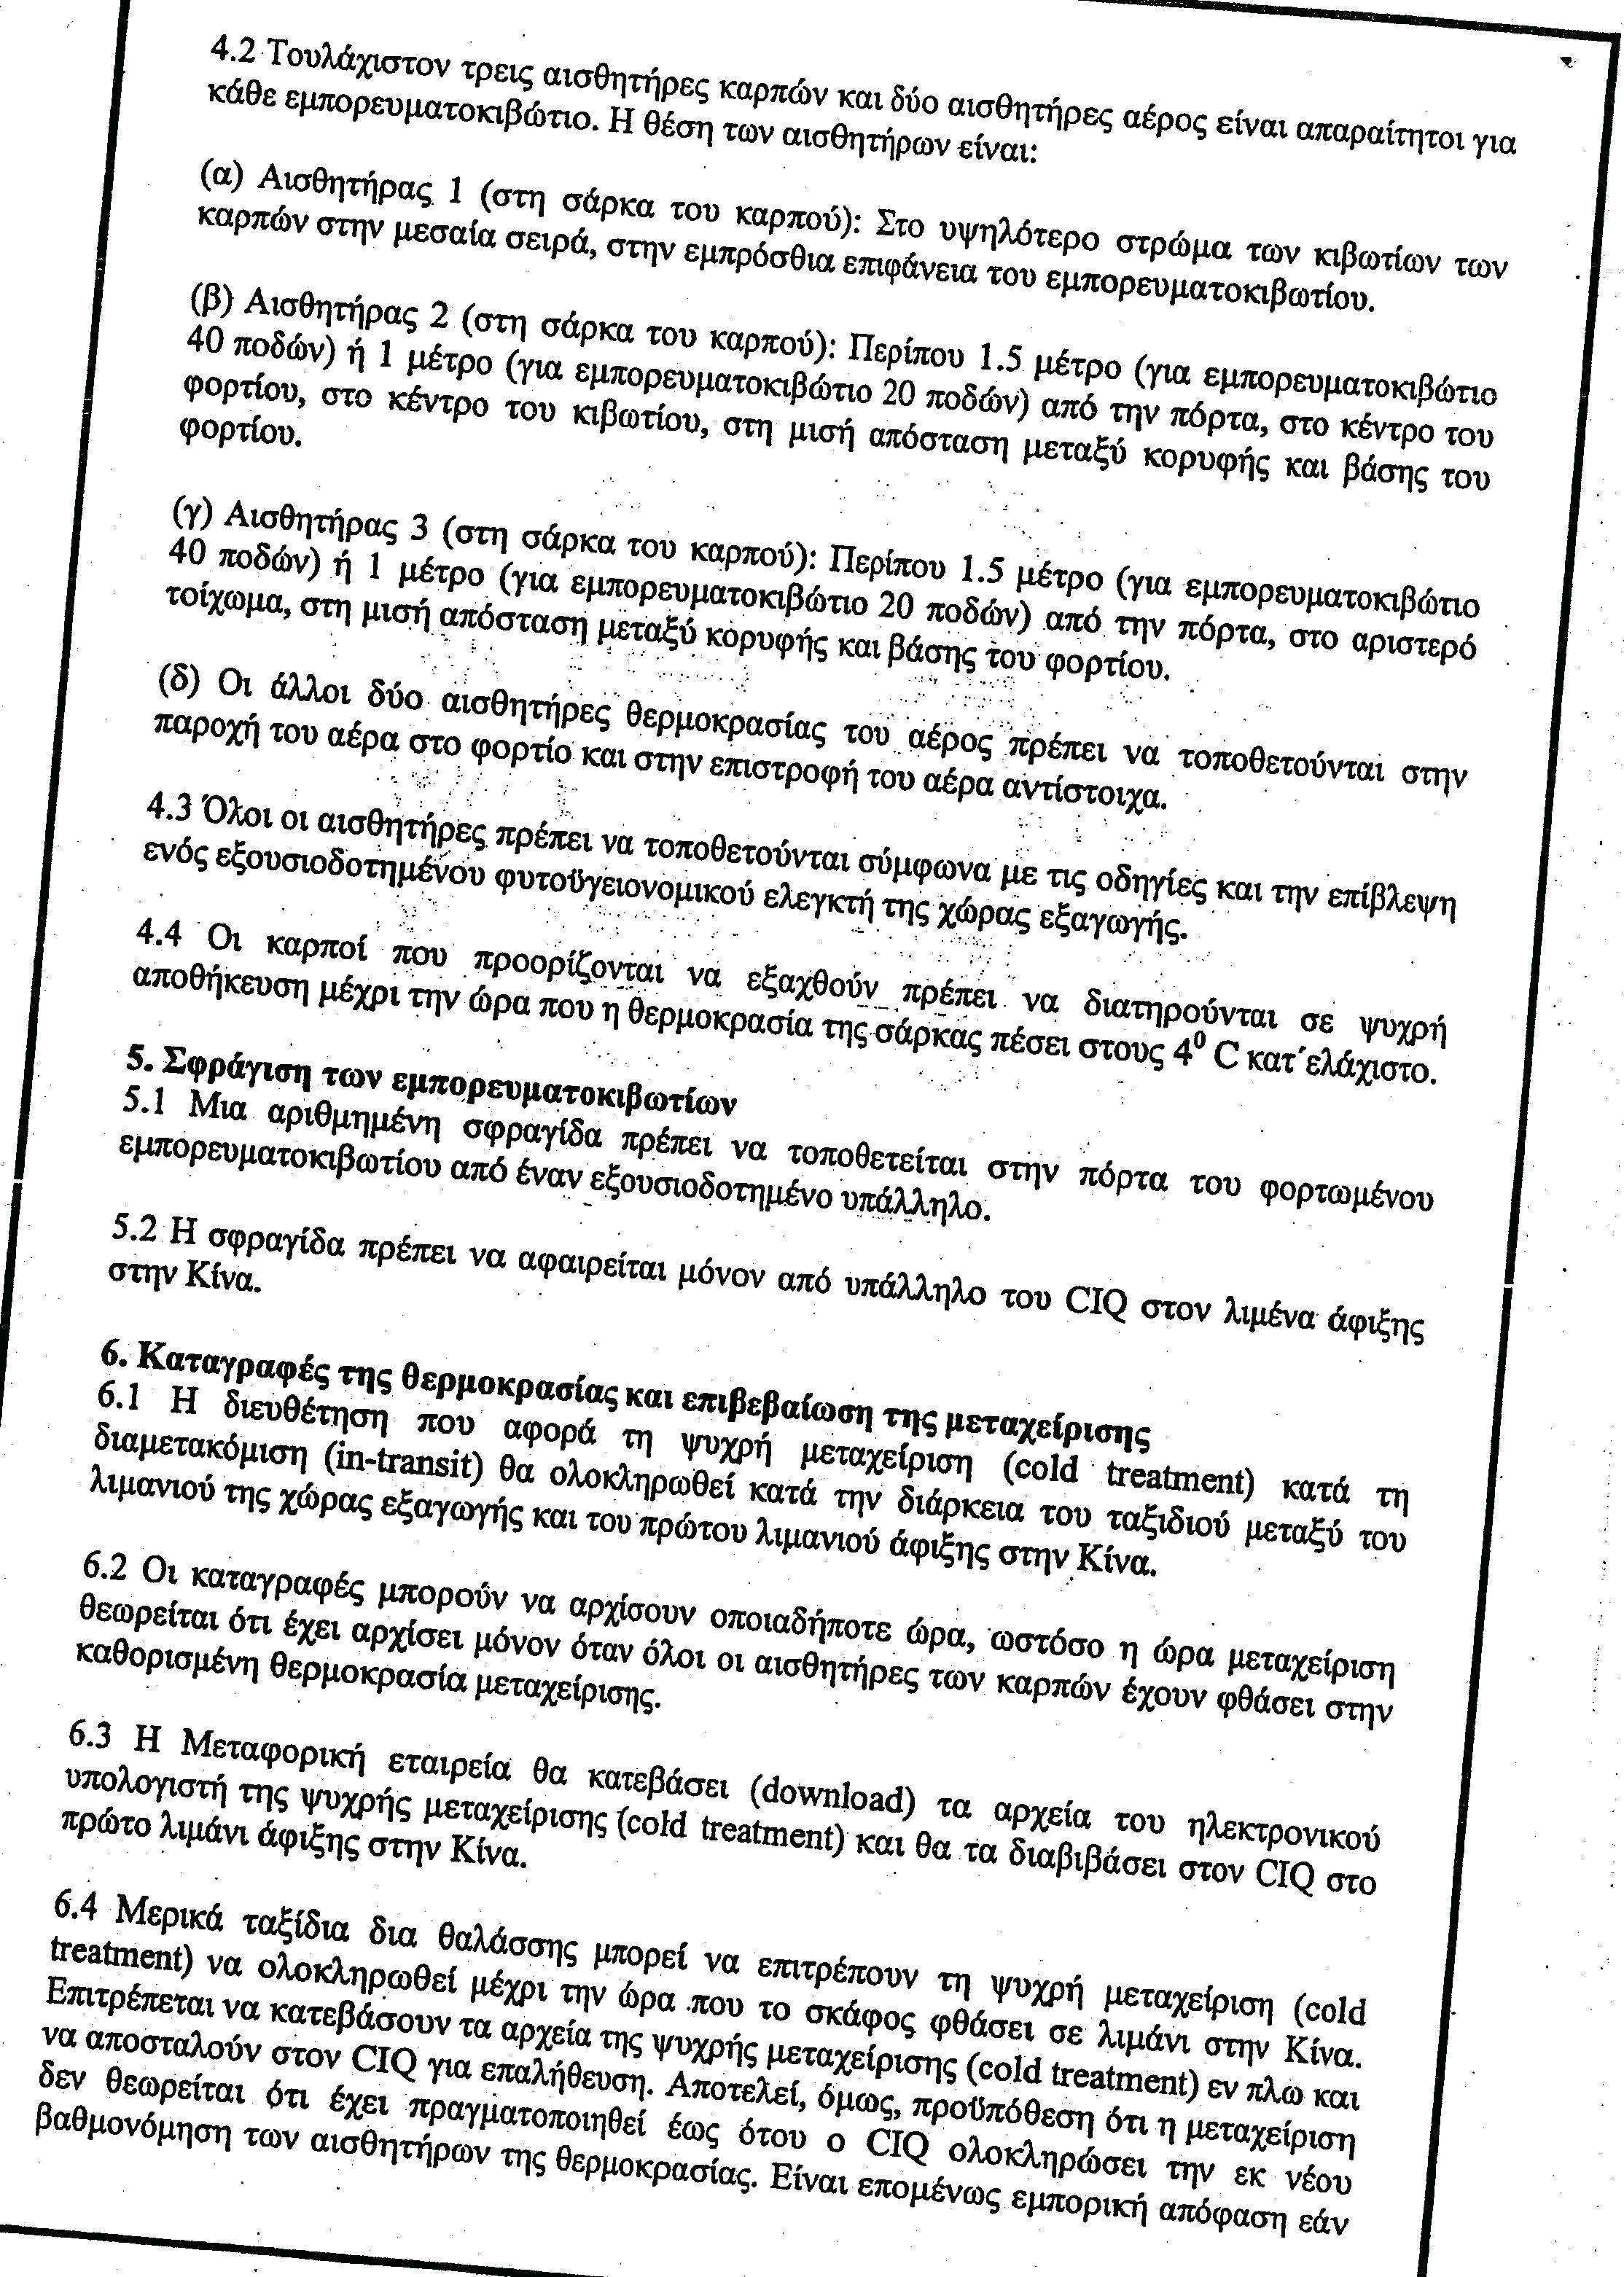 4.2 Τουλάχιστον τρεις αισθητήρες καρπών και δύο αισθητήρες αέρος είναι απαραίτητοι για
κάθε εμπορευματοκιβώτιο. Η θέση των αισθητήρων είναι:
(α) Αισθητήρας 1 (στη σάρκα του καρπού): Στο υψηλότερο στρώμα των κιβωτίων των
καρπών στην μεσαία σειρά, στην εμπρόσθια επιφάνεια του εμπορευματοκιβωτίου.
(β) Αισθητήρας 2 (στη σάρκα του καρπού): Περίπου 1.5 μέτρο (για εμπορευματοκιβώτιο
40 ποδών) ή 1 μέτρο (για εμπορευματοκιβώτιο 20 ποδών) από την πόρτα, στο κέντρο του
φορτίου, στο κέντρο του κιβωτίου, στη μισή απόσταση μεταξύ κορυφής και βάσης του
φορτίου.
(γ) Αισθητήρας 3 (στη σάρκα του καρπού): Περίπου 1.5 μέτρο (για εμπορευματοκιβώτιο
40 ποδών) ή 1 μέτρο (για εμπορευματοκιβώτιο 20 ποδών) από την πόρτα, στο αριστερό
τοίχωμα, στη μισή απόσταση μεταξύ κορυφής και βάσης του φορτίου.
(δ) Οι άλλοι δύο αισθητήρες θερμοκρασίας του αέρος πρέπει να τοποθετούνται στην
παροχή του αέρα στο φορτίο και στην επιστροφή του αέρα αντίστοιχα.
4.3 Όλοι οι αισθητήρες πρέπει να τοποθετούνται σύμφωνα με τις οδηγίες και την επίβλεψη
ενός εξουσιοδοτημένου φυτοϋγειονομικού ελεγκτή της χώρας εξαγωγής.
4.4 Οι καρποί που προορίζονται να εξαχθούν πρέπει να διατηρούνται σε ψυχρή
αποθήκευση μέχρι την ώρα που η θερμοκρασία της σάρκας πέσει στους 4⁰ C κατ΄ελάχιστο.
5. Σφράγιση των εμπορευματοκιβωτίων
5.1 Μια αριθμημένη σφραγίδα πρέπει να τοποθετείται στην πόρτα του φορτωμένου
εμπορευματοκιβωτίου από έναν εξουσιοδοτημένο υπάλληλο.
5.2 Η σφραγίδα πρέπει να αφαιρείται μόνον από υπάλληλο του CIQ στον λιμένα άφιξης
στην Κίνα.
6. Καταγραφές της θερμοκρασίας και επιβεβαίωση της μεταχείρισης
6.1 Η διευθέτηση που αφορά τη ψυχρή μεταχείριση (cold treatment) κατά τη
διαμετακόμιση (in-transit) θα ολοκληρωθεί κατά την διάρκεια του ταξιδιού μεταξύ του
λιμανιού της χώρας εξαγωγής και του πρώτου λιμανιού άφιξης στην Κίνα.
6.2 Οι καταγραφές μπορούν να αρχίσουν οποιαδήποτε ώρα, ωστόσο η ώρα μεταχείριση
θεωρείται ότι έχει αρχίσει μόνον όταν όλοι οι αισθητήρες των καρπών έχουν φθάσει στην
καθορισμένη θερμοκρασία μεταχείρισης.
6.3 Η Μεταφορική εταιρεία θα κατεβάσει (download) τα αρχεία του ηλεκτρονικού
υπολογιστή της ψυχρής μεταχείρισης (cold treatment) και θα τα διαβιβάσει στον CIQ στο
πρώτο λιμάνι άφιξης στην Κίνα.
6.4 Μερικά ταξίδια δια θαλάσσης μπορεί να επιτρέπουν τη ψυχρή μεταχείριση (cold
treatment) να ολοκληρωθεί μέχρι την ώρα που το σκάφος φθάσει σε λιμάνι στην Κίνα.
Επιτρέπεται να κατεβάσουν τα αρχεία της ψυχρής μεταχείρισης (cold treatment) εν πλω και
να αποσταλούν στον CIQ για επαλήθευση. Αποτελεί, όμως, προϋπόθεση ότι η μεταχείριση
δεν θεωρείται ότι έχει πραγματοποιηθεί έως ότου ο CIQ ολοκληρώσει την εκ νέου
βαθμονόμηση των αισθητήρων της θερμοκρασίας. Είναι επομένως εμπορική απόφαση εάν